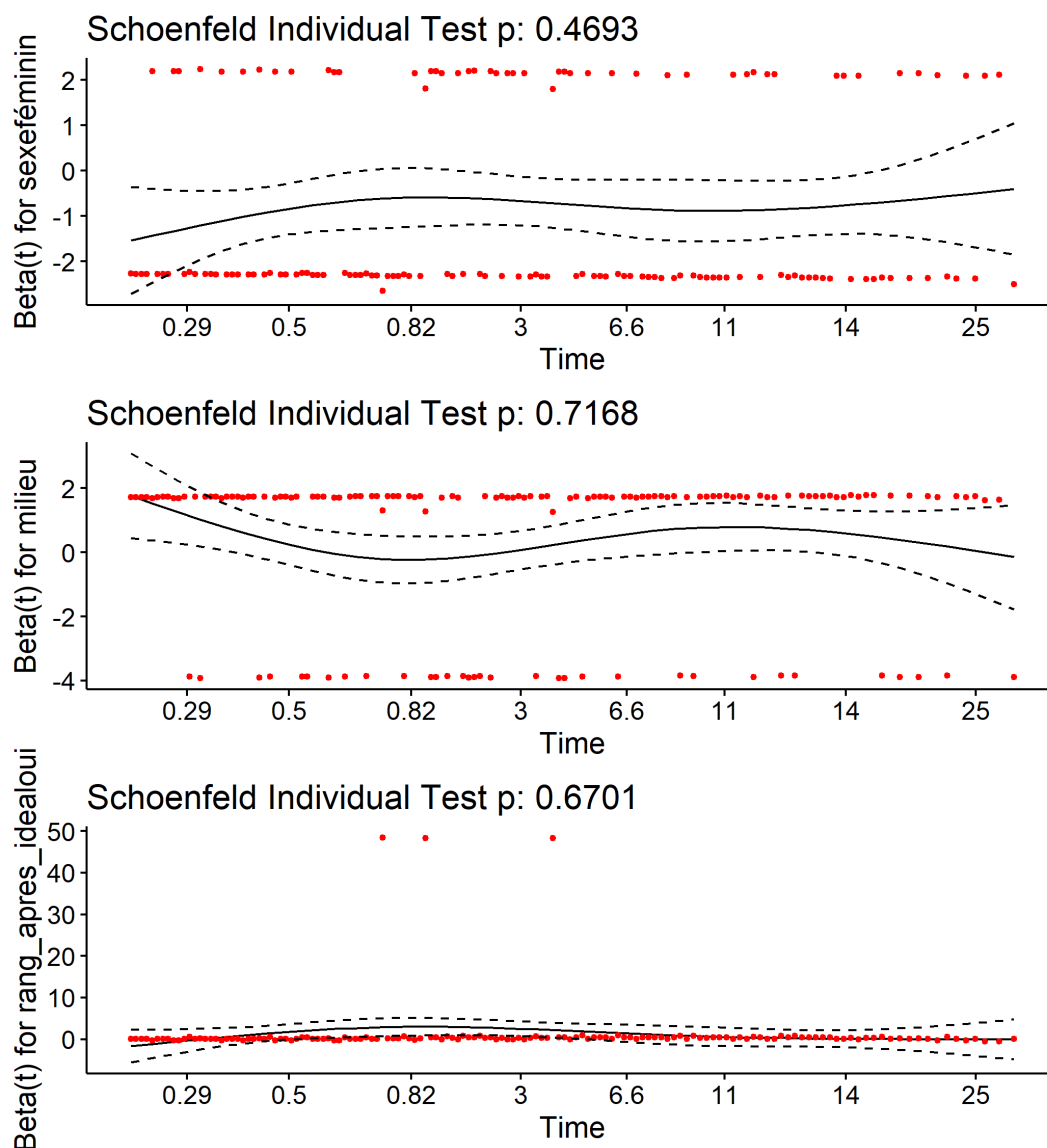 Schoenfeld Individual Test p: 0.4693
Beta(t) for sexeféminin
2
1
0
-1
-2
0.29 0.5 0.82 3 6.6 11 14 25
Time
Schoenfeld Individual Test p: 0.7168
Beta(t) for milieu
2
0
-2
-4
0.29 0.5 0.82 3 6.6 11 14 25
Time
Schoenfeld Individual Test p: 0.6701
Beta(t) for rang_apres_idealoui
50
40
30
20
10
0
0.29 0.5 0.82 3 6.6 11 14 25
Time